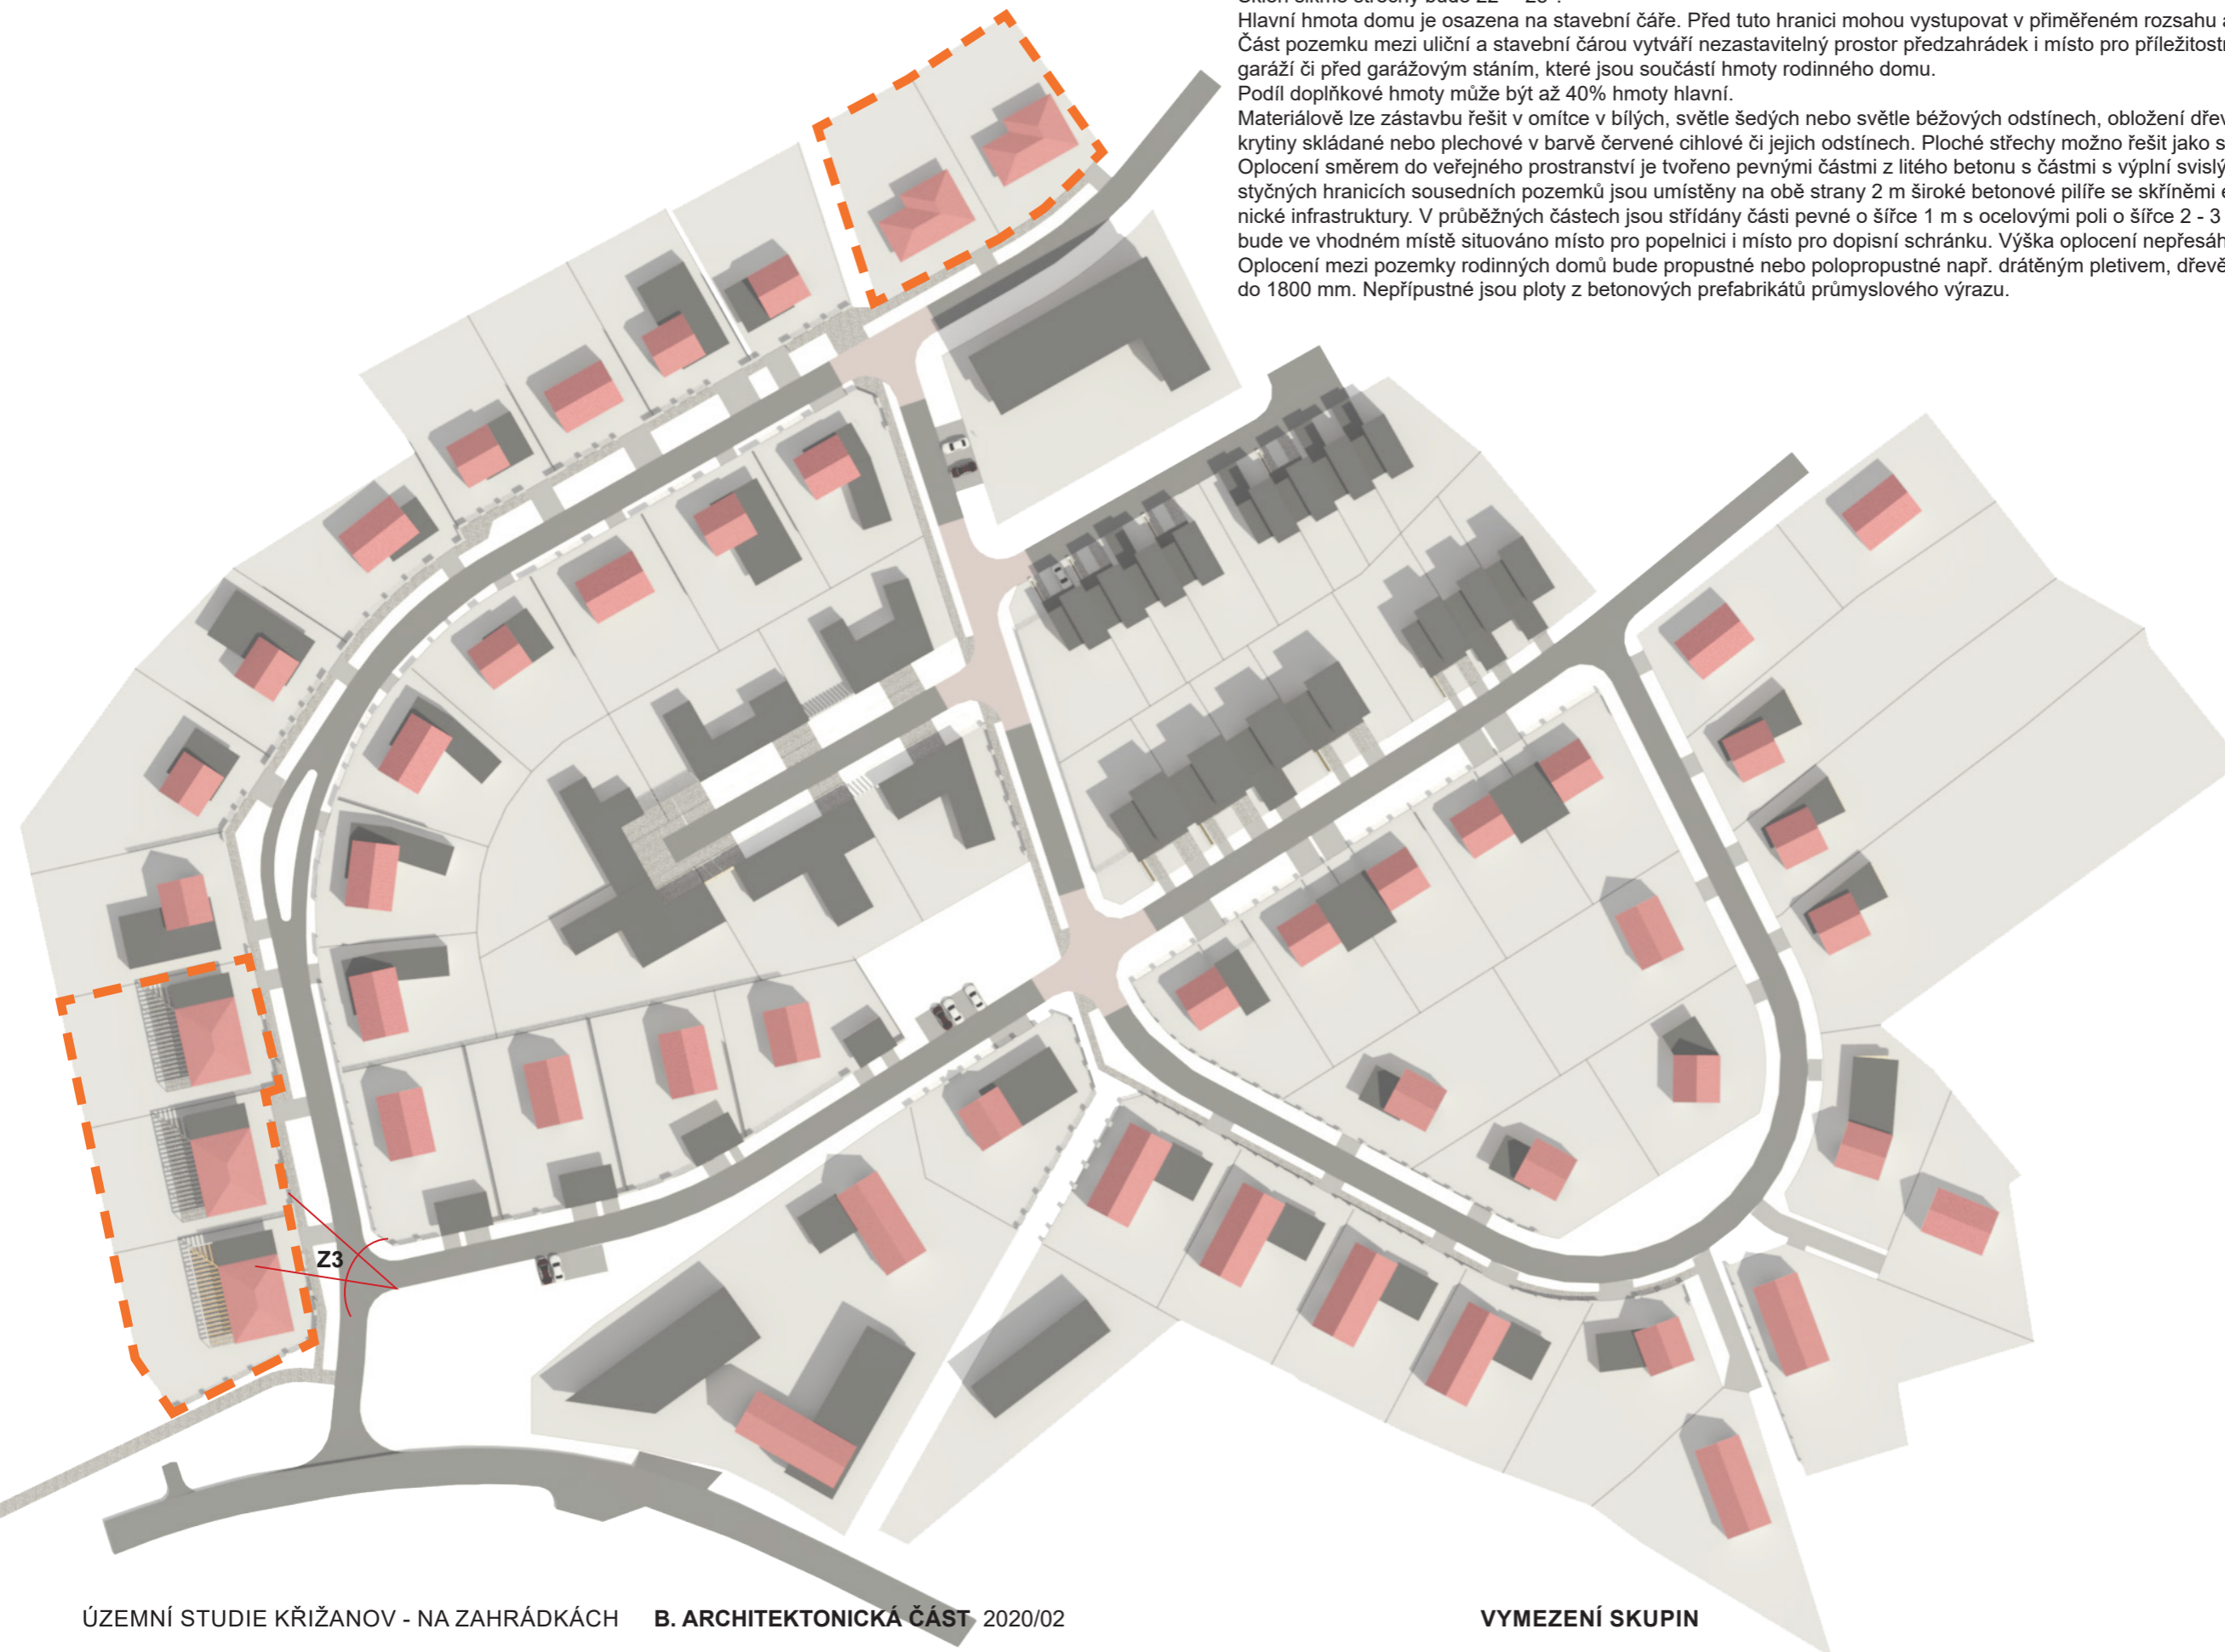 Hlavní hmota domu je osazena na stavební čáře. Před tuto hranici mohou vystupovat v přiměřeném rozsahu
Část pozemku mezi uliční a stavební čárou vytváří nezastavitelný prostor předzahrádek i místo pro
garáží či před garážovým stáním, které jsou součástí hmoty rodinného domu.
Podíl doplňkové hmoty může být až 40% hmoty hlavní.
Materiálově lze zástavbu řešit v omítce v bílých, světle šedých nebo světle béžových odstínech, obložení
krytiny skládané nebo plechové v barvě červené cihlové či jejich odstínech. Ploché střechy možno řešit jako
Oplocení směrem do veřejného prostranství je tvořeno pevnými částmi z litého betonu s částmi s výplní
styčných hranicích sousedních pozemků jsou umístěny na obě strany 2 m široké betonové pilíře se skříněmi
nické infrastruktury. V průběžných částech jsou střídány části pevné o šířce 1 m s ocelovými poli o šířce 2 - 3
bude ve vhodném místě situováno místo pro popelnici i místo pro dopisní schránku. Výška oplocení
Oplocení mezi pozemky rodinných domů bude propustné nebo polopropustné např. drátěným pletivem,
do 1800 mm. Nepřípustné jsou ploty z betonových prefabrikátů průmyslového výrazu.
Z3
ÚZEMNÍ STUDIE KŘIŽANOV - NA ZAHRÁDKÁCH B. ARCHITEKTONICKÁ ČÁST 2020/02
VYMEZENÍ SKUPIN